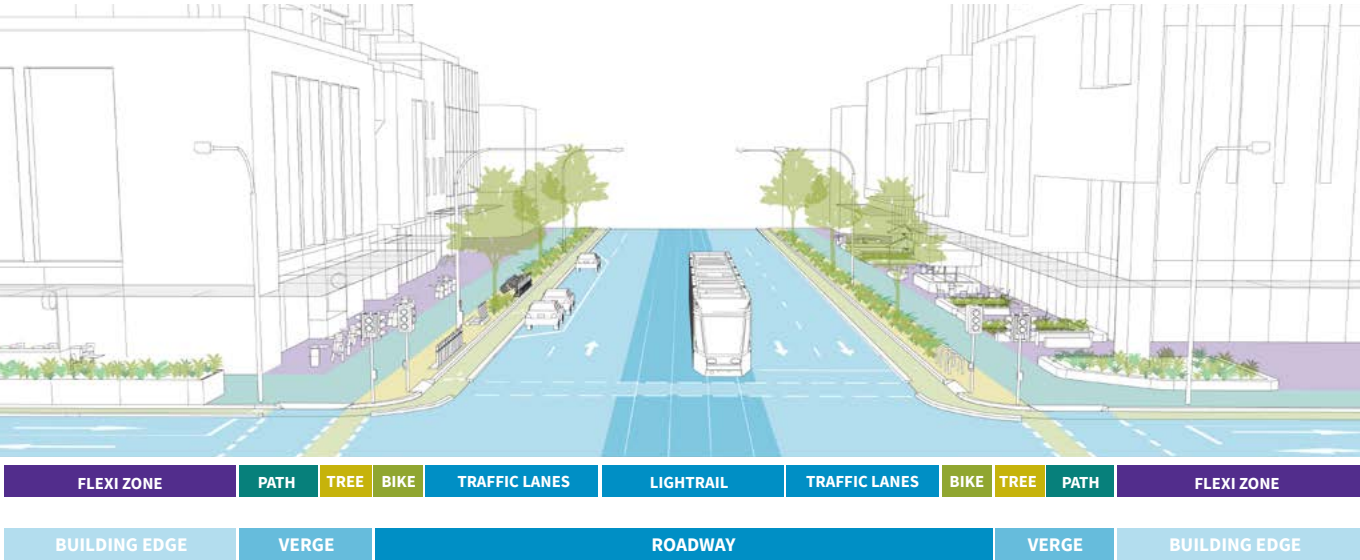 FLEXI ZONE PATH TREE BIKE TRAFFIC LANES LIGHTRAIL TRAFFIC LANES BIKE TREE PATH FLEXI ZONE
BUILDING EDGE VERGE ROADWAY VERGE BUILDING EDGE